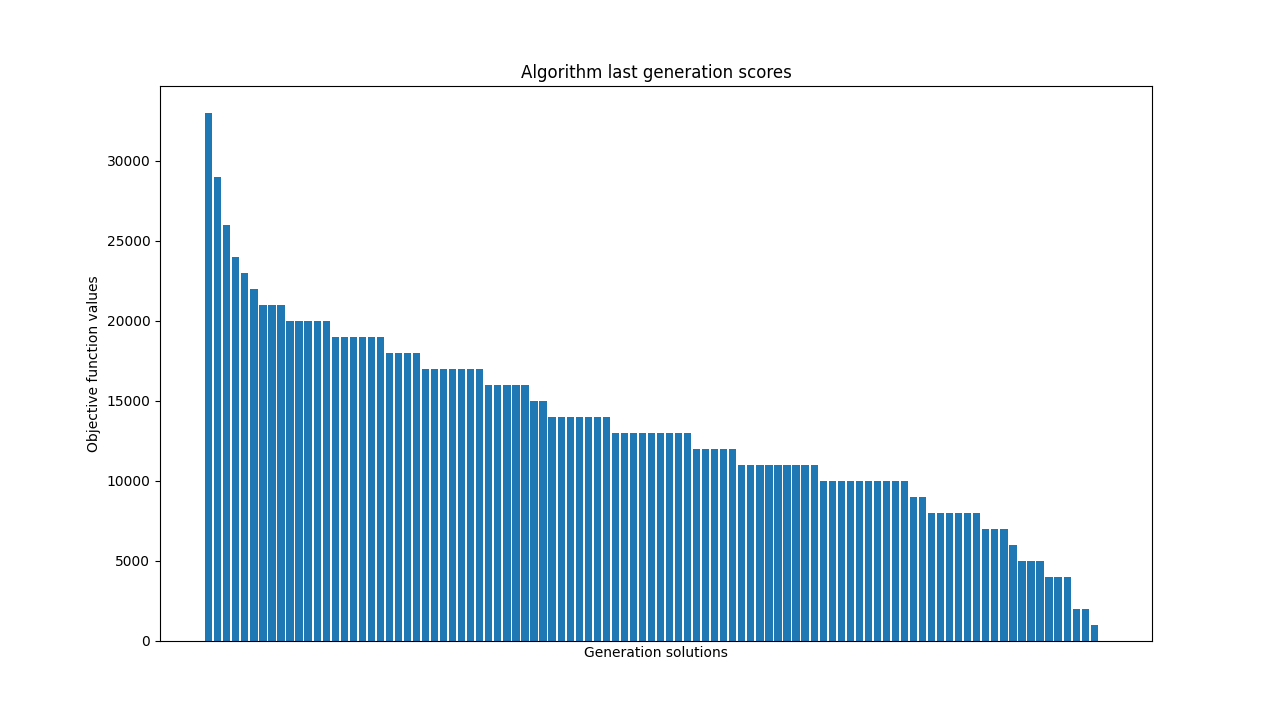 Algorithm last generation scores
30000
25000
20000
15000
10000
5000
0
Objective function values
Generation solutions